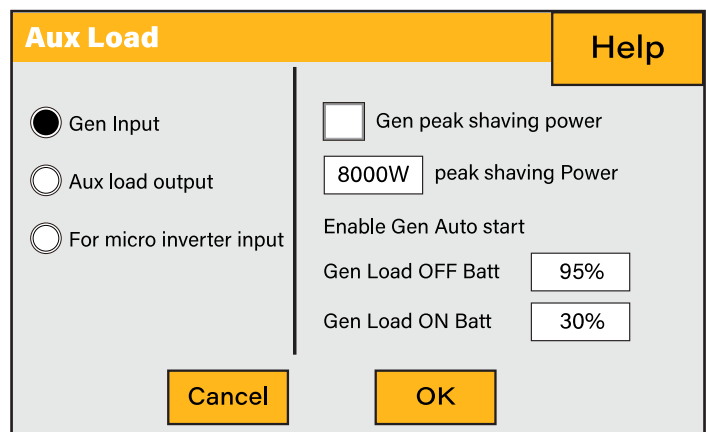 Aux Load
Help
Gen Input
Aux load output
For micro inverter input
Gen peak shaving power
8000W peak shaving Power
Enable Gen Auto start
Gen Load OFF Batt 95%
Gen Load ON Batt 30%
Cancel
OK